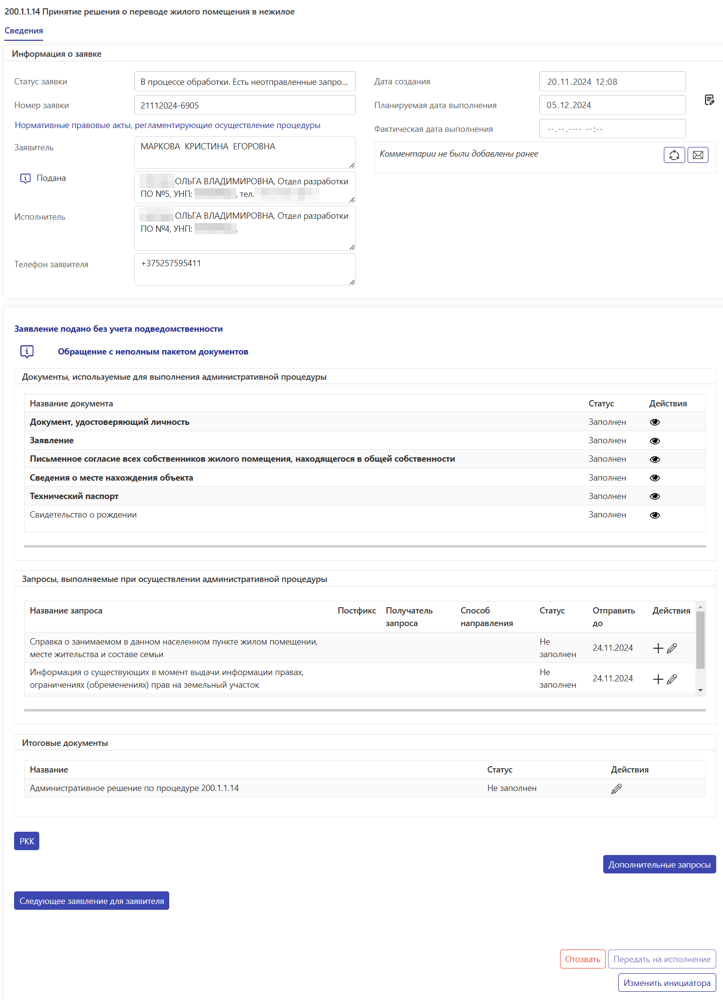 200.1.1.14 Принятие решения о переводе жилого помещения в нежилое
Сведения
Информация о заявке
Статус заявки
В процессе обработки. Есть неотправленные запро...
Дата создания
20.11.2024 12:08
Номер заявки
21112024-6905
Планируемая дата выполнения
05.12.2024
Нормативные правовые акты, регламентирующие осуществление процедуры
Фактическая дата выполнения
--.--.---- --:--
Заявитель
МАРКОВА КРИСТИНА ЕГОРОВНА
Комментарии не были добавлены ранее
Подана
ОЛЬГА ВЛАДИМИРОВНА, Отдел разработки
ПО №5, УНП: , тел.
Исполнитель
ОЛЬГА ВЛАДИМИРОВНА, Отдел разработки
ПО №4, УНП: ,
Телефон заявителя
+375257595411
Заявление подано без учета подведомственности
Обращение с неполным пакетом документов
Документы, используемые для выполнения административной процедуры
Название документа Статус Действия
Документ, удостоверяющий личность Заполнен
Заявление Заполнен
Письменное согласие всех собственников жилого помещения, находящегося в общей собственности Заполнен
Сведения о месте нахождения объекта Заполнен
Технический паспорт Заполнен
Свидетельство о рождении Заполнен
Запросы, выполняемые при осуществлении административной процедуры
Название запроса Постфикс Получатель Способ Статус Отправить Действия
запроса направления до
Справка о занимаемом в данном населенном пункте жилом помещении, Не
24.11.2024
месте жительства и составе семьи заполнен
Информация о существующих в момент выдачи информации правах, Не
24.11.2024
ограничениях (обременениях) прав на земельный участок заполнен
Итоговые документы
Название Статус Действия
Административное решение по процедуре 200.1.1.14 Не заполнен
РКК
Дополнительные запросы
Следующее заявление для заявителя
Отозвать Передать на исполнение
Изменить инициатора